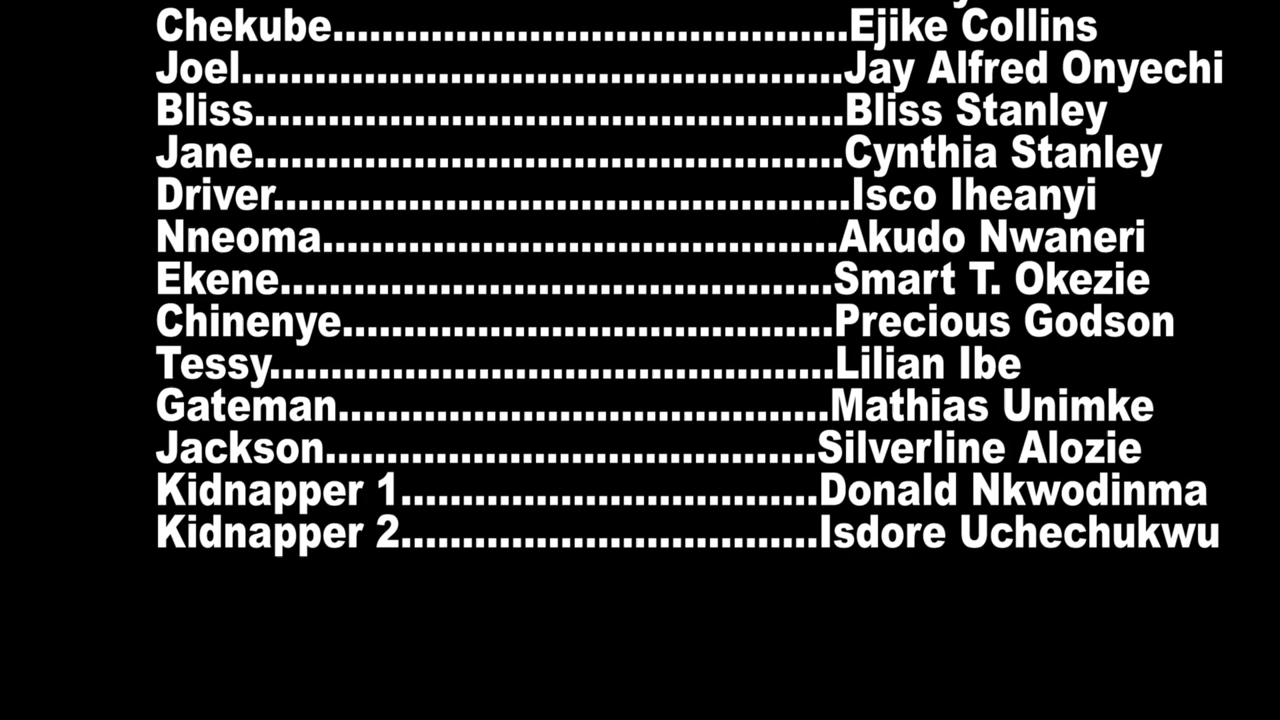 Chekube..........................................Ejike Collins
Joel.................................................Jay Alfred Onyechi
Bliss................................................Bliss Stanley
Jane................................................Cynthia Stanley
Driver...............................................Isco Iheanyi
Nneoma..........................................Akudo Nwaneri
Ekene.............................................Smart T. Okezie
Chinenye........................................Precious Godson
Tessy..............................................Lilian Ibe
Gateman........................................Mathias Unimke
Jackson........................................Silverline Alozie
Kidnapper 1..................................Donald Nkwodinma
Kidnapper 2..................................Isdore Uchechukwu